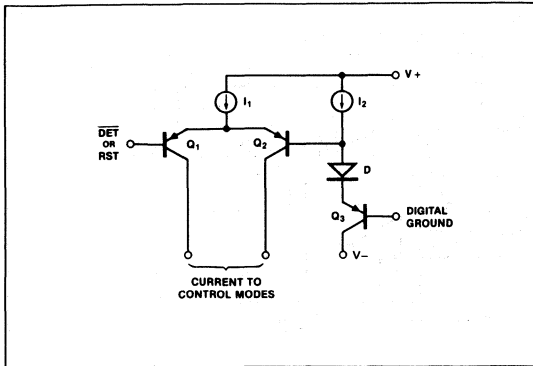 V+
I1
I2
DET
OR
RST
Q1
Q2
D
Q3
DIGITAL
GROUND
V–
CURRENT TO
CONTROL MODES